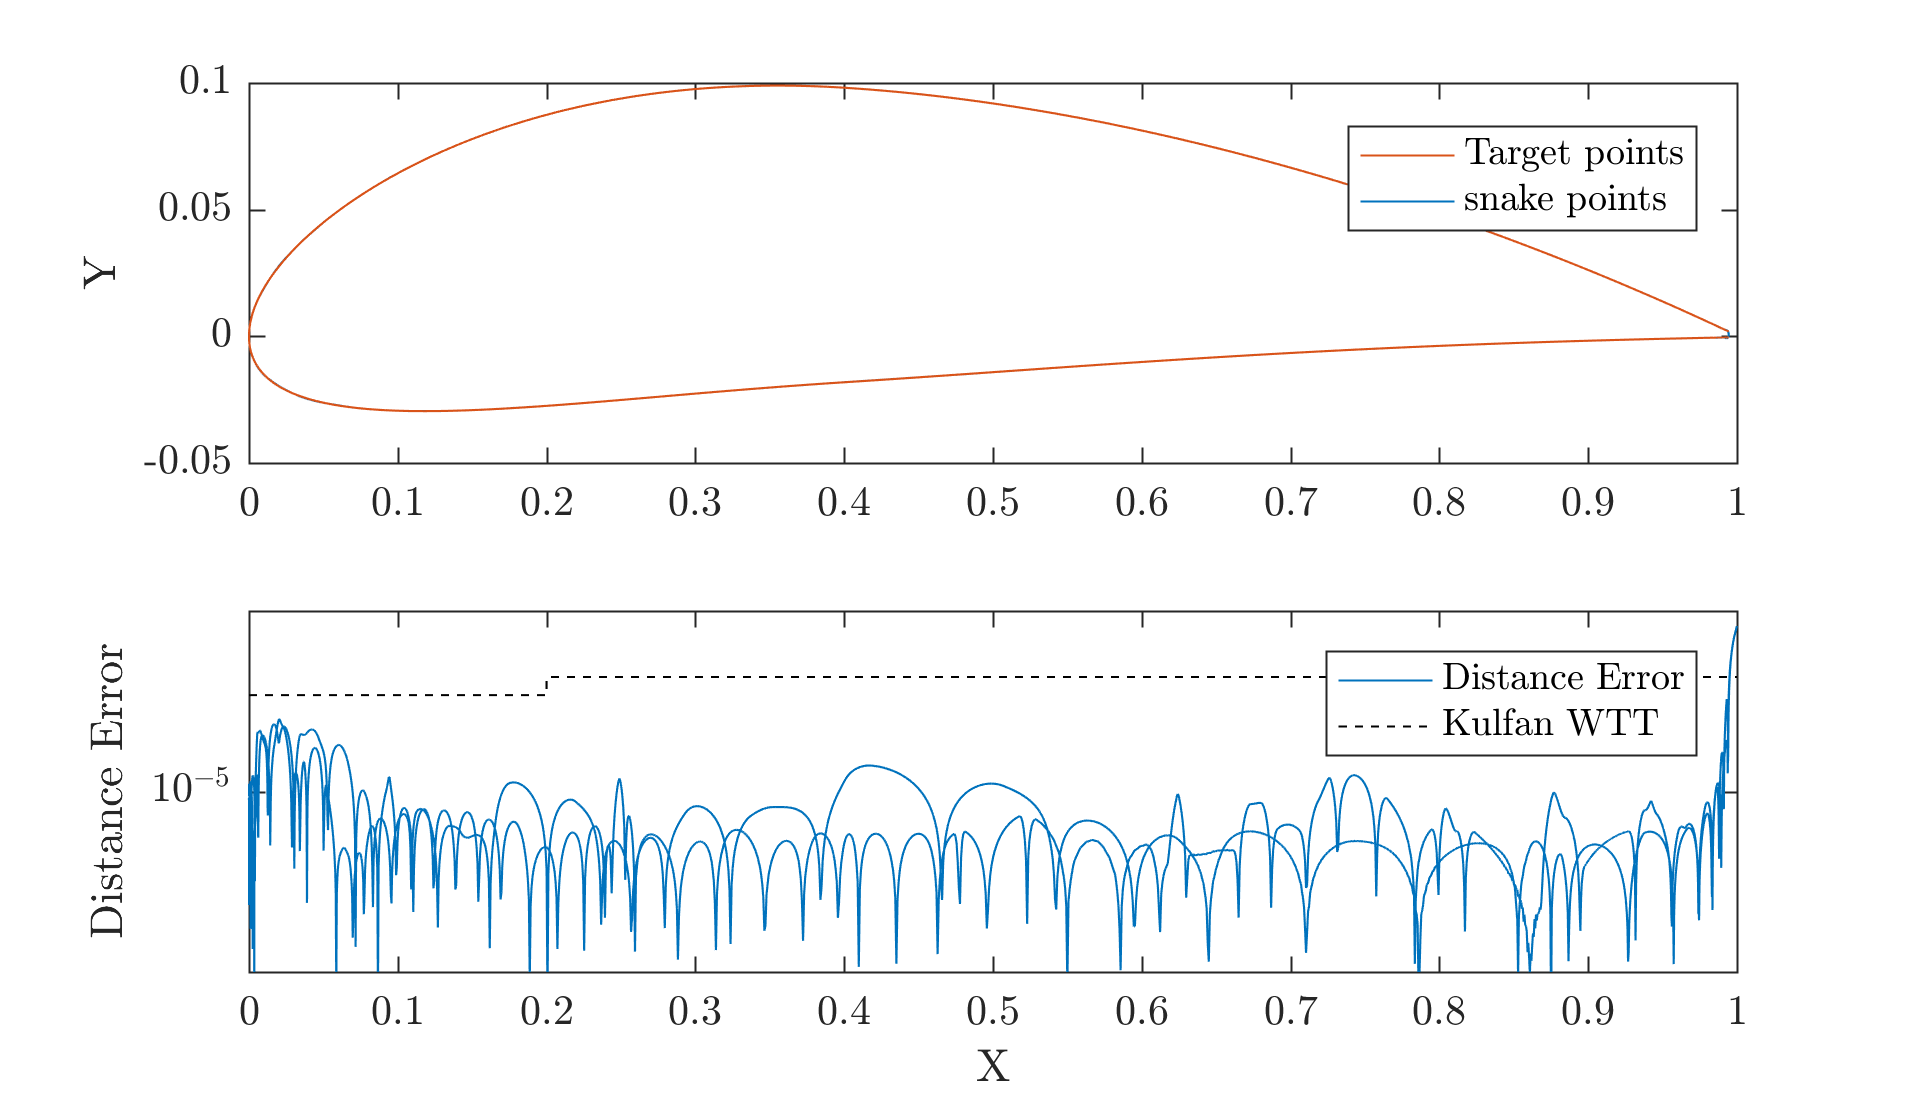 0.1
0.05
0
-0.05
Y
Target points
snake points
0 0.1 0.2 0.3 0.4 0.5 0.6 0.7 0.8 0.9 1
Distance Error
Kulfan WTT
10⁻⁵
Distance Error
0 0.1 0.2 0.3 0.4 0.5 0.6 0.7 0.8 0.9 1
X